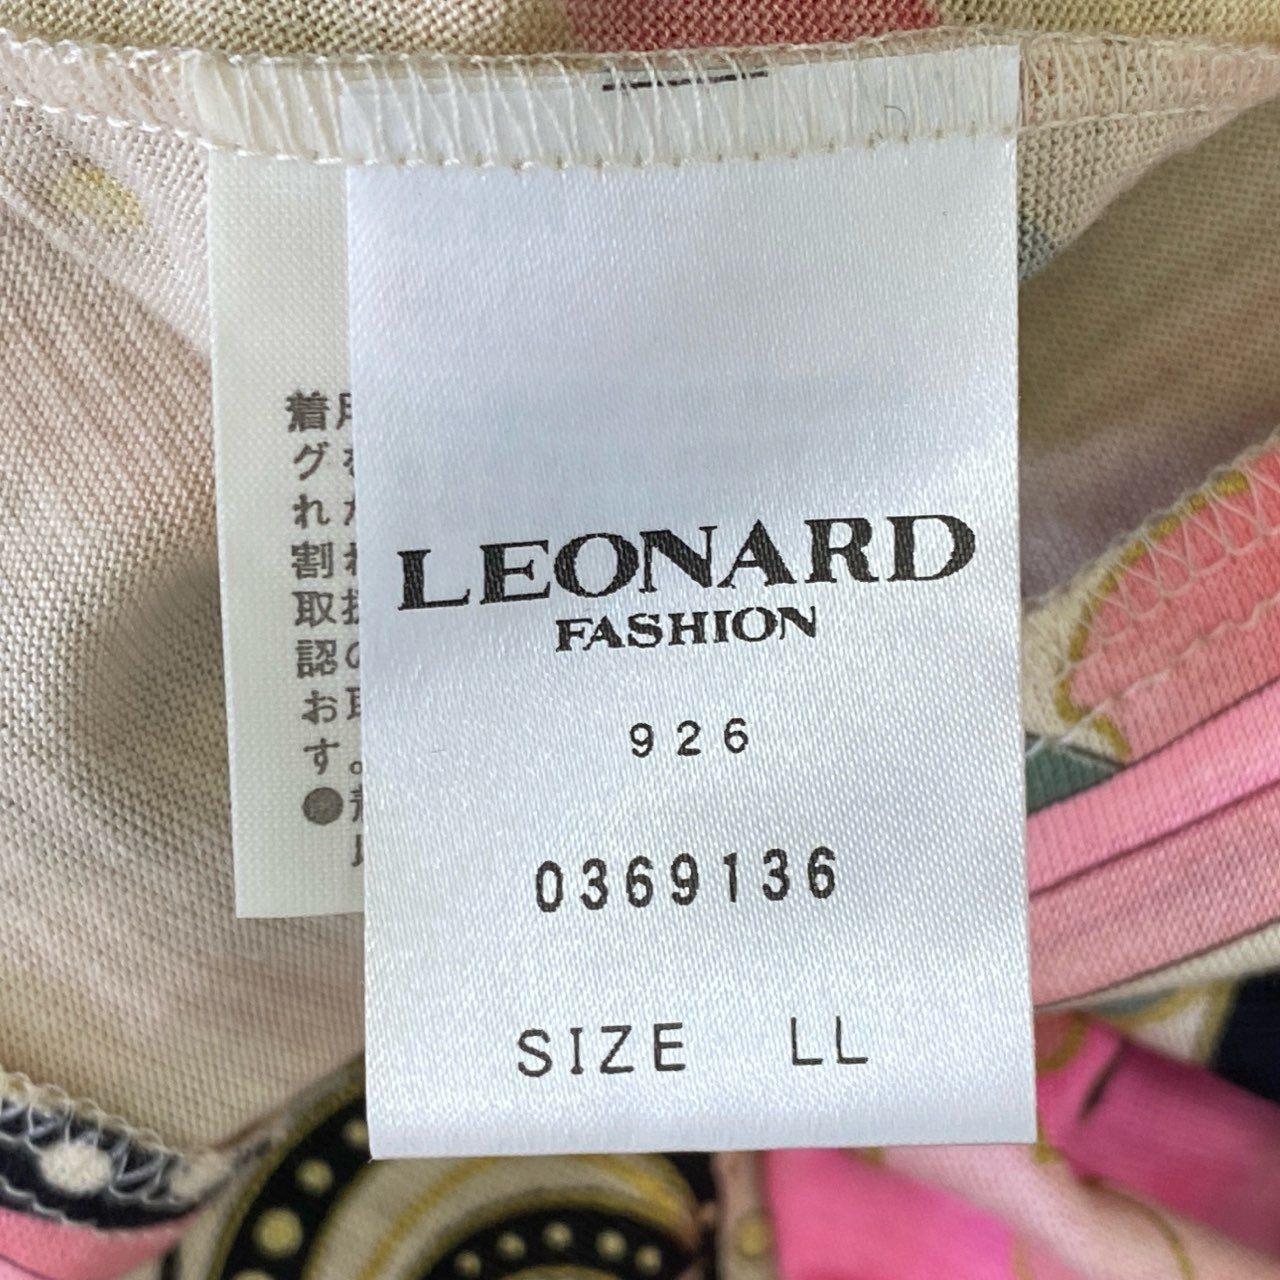 LEONARD
FASHION
926
0369136
SIZE LL
着用
グを
れ
割れ
取扱
認の
お取
す。
●